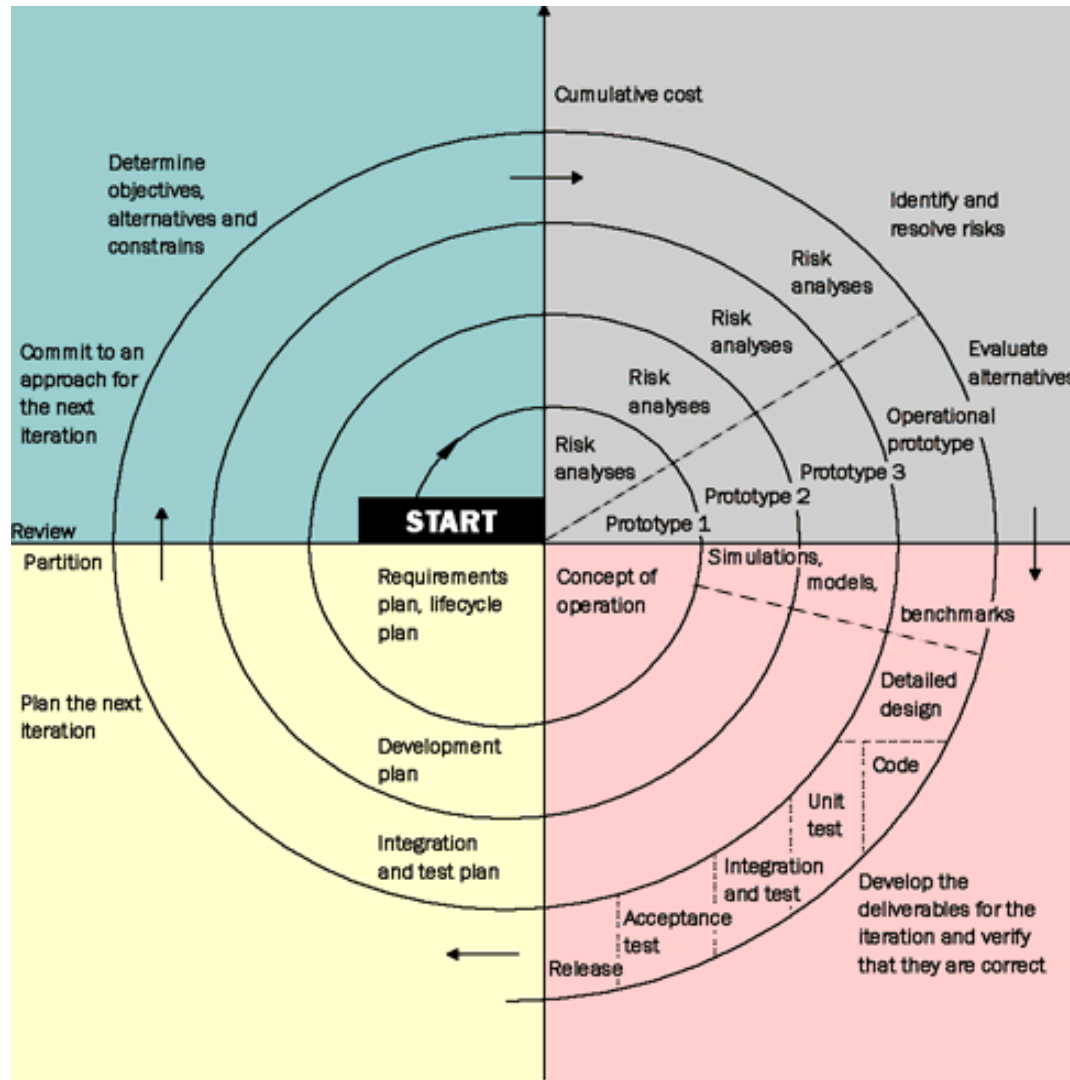 Cumulative cost
Determine
objectives,
alternatives and
constrains
Identify and
resolve risks
Risk
analyses
Risk
analyses
Commit to an
approach for
the next
iteration
Evaluate
alternatives
Risk
analyses
Operational
prototype
Risk
analyses
Prototype 3
Prototype 2
START
Prototype 1
Review
Partition
Simulations,
models,
benchmarks
Requirements
plan, lifecycle
plan
Concept of
operation
Plan the next
iteration
Detailed
design
Development
plan
Code
Unit
test
Integration
and test plan
Integration
and test
Develop the
deliverables for the
iteration and verify
that they are correct
Acceptance
test
Release